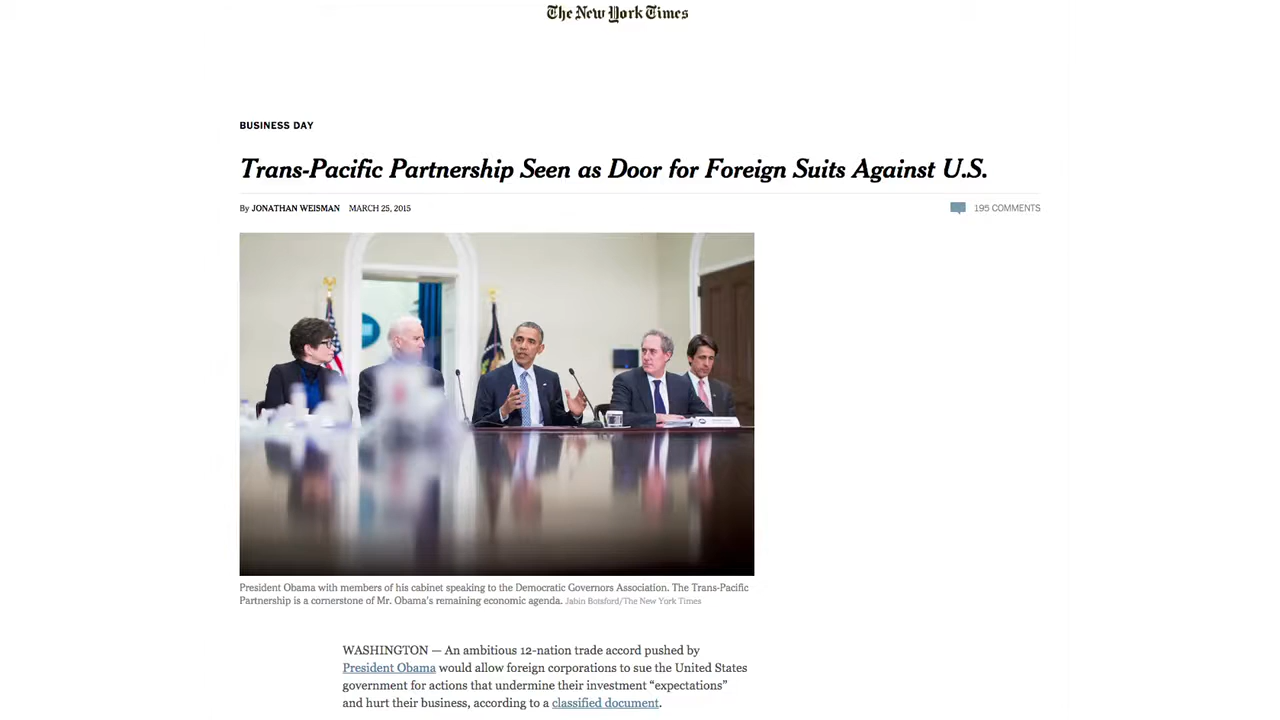 The New York Times
BUSINESS DAY
Trans-Pacific Partnership Seen as Door for Foreign Suits Against U.S.
By JONATHAN WEISMAN MARCH 25, 2015
195 COMMENTS
President Obama with members of his cabinet speaking to the Democratic Governors Association. The Trans-Pacific
Partnership is a cornerstone of Mr. Obama's remaining economic agenda. Jabin Botsford/The New York Times
WASHINGTON — An ambitious 12-nation trade accord pushed by
President Obama would allow foreign corporations to sue the United States
government for actions that undermine their investment “expectations”
and hurt their business, according to a classified document.